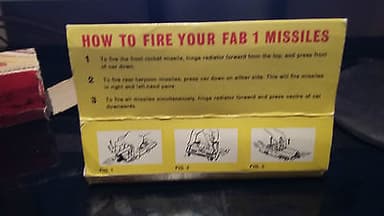 HOW TO FIRE YOUR FAB 1 MISSILES
1 To fire the front rocket missile, hinge radiator forward from the top, and press front
of car down.
2 To fire rear harpoon missiles, press car down on either side. This will fire missiles
in right and left-hand pairs
3 To fire all missiles simultaneously, hinge radiator forward and press centre of car
downwards.
FIG. 1 FIG. 2 FIG. 3